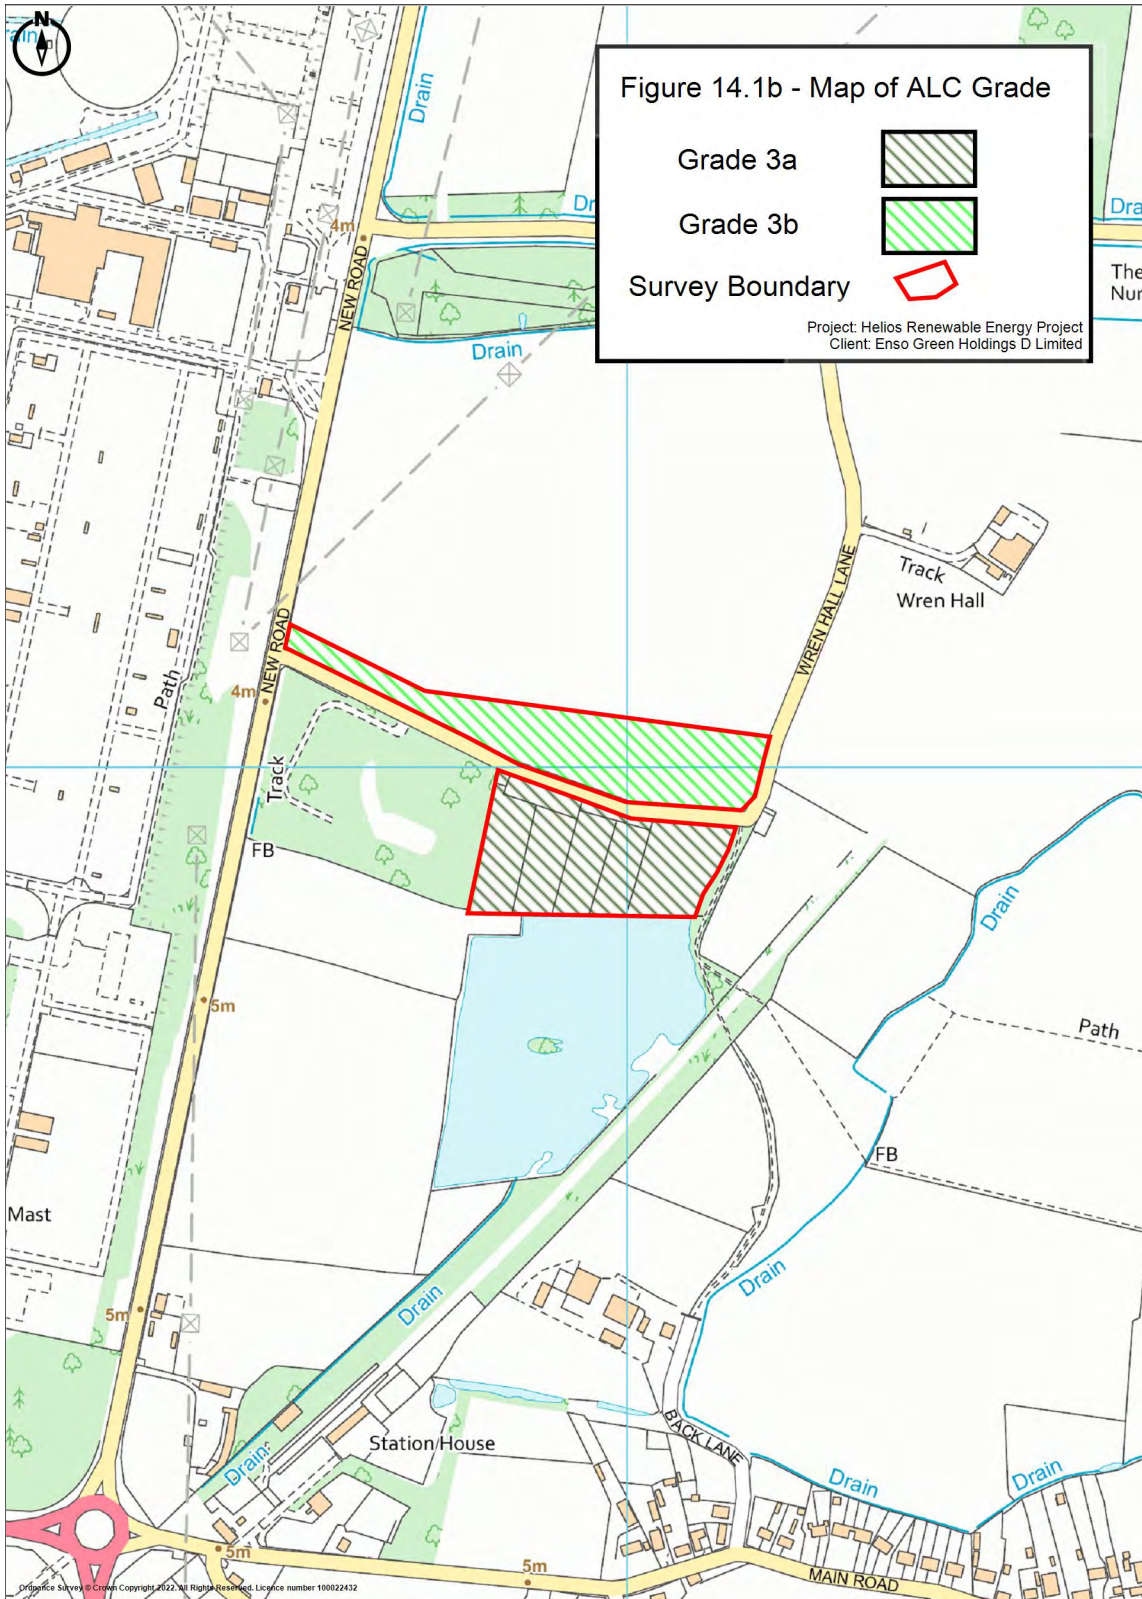 N
Drain
Figure 14.1b - Map of ALC Grade
Grade 3a
Grade 3b
Survey Boundary
Project: Helios Renewable Energy Project
Client: Enso Green Holdings D Limited
Drain
Dr
Dra
4m
NEW ROAD
The
Nur
Drain
WREN HALL LANE
Track
Wren Hall
NEW ROAD
Path
4m
Track
FB
Drain
5m
Path
FB
Mast
Drain
Drain
5m
BACK LANE
Station House
Drain
Drain
Drain
5m
5m
MAIN ROAD
Ordnance Survey © Crown Copyright 2022. All Rights Reserved. Licence number 100022432